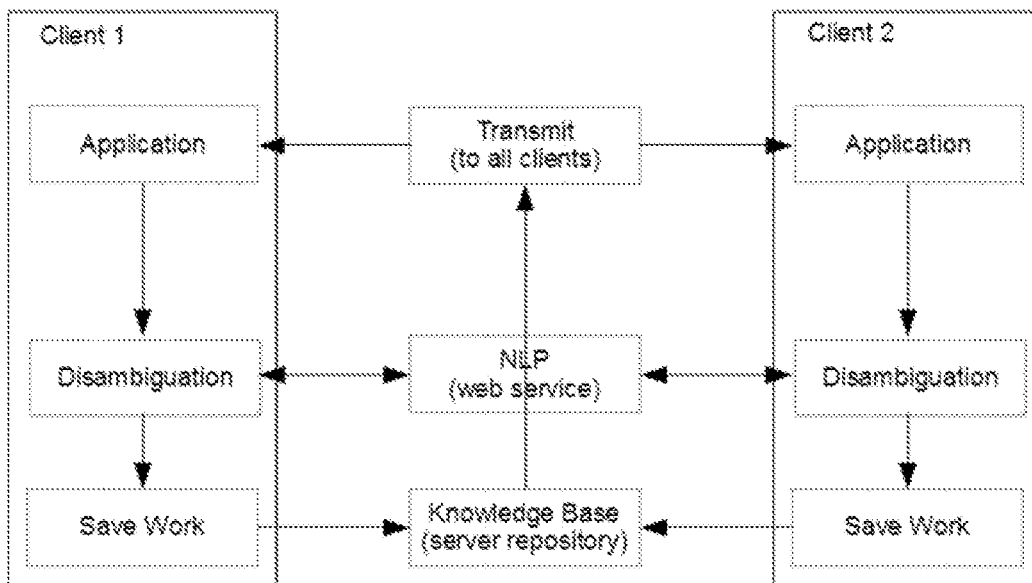 Client 1
Client 2
Application
Transmit
(to all clients)
Application
Disambiguation
NLP
(web service)
Disambiguation
Save Work
Knowledge Base
(server repository)
Save Work